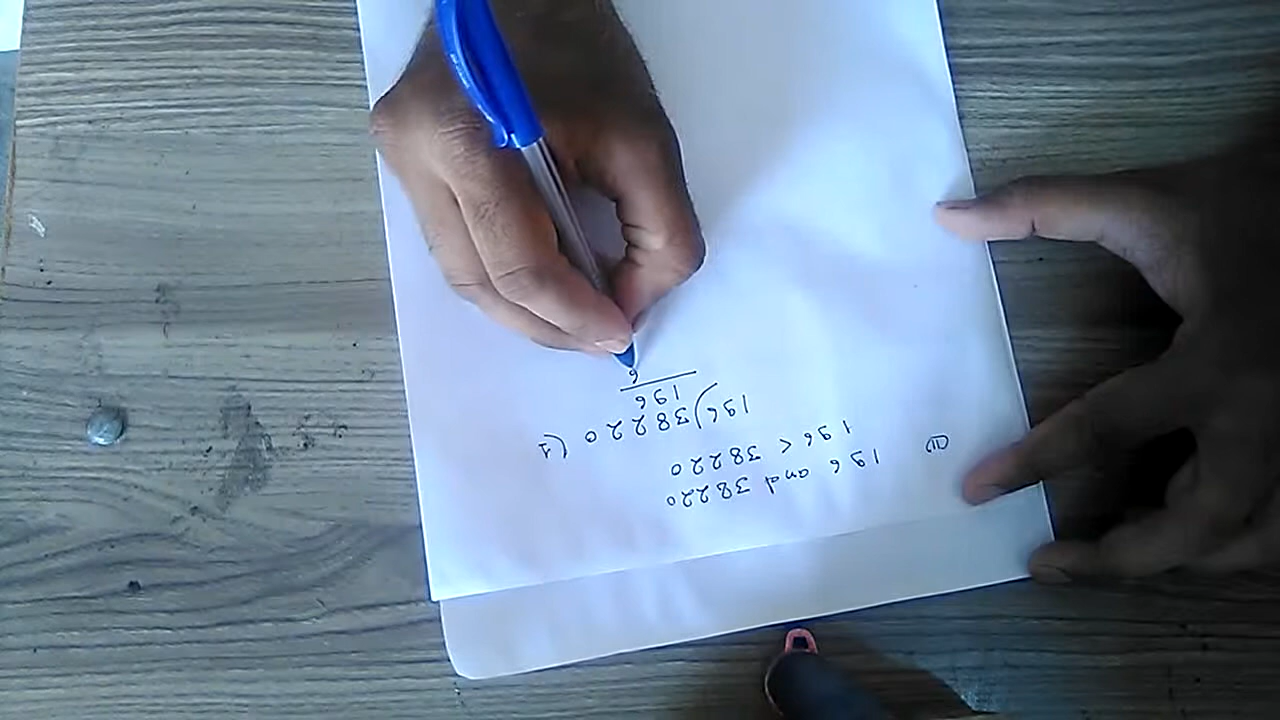 (ii) 196 and 38220
196 < 38220
196)38220(1
196
6